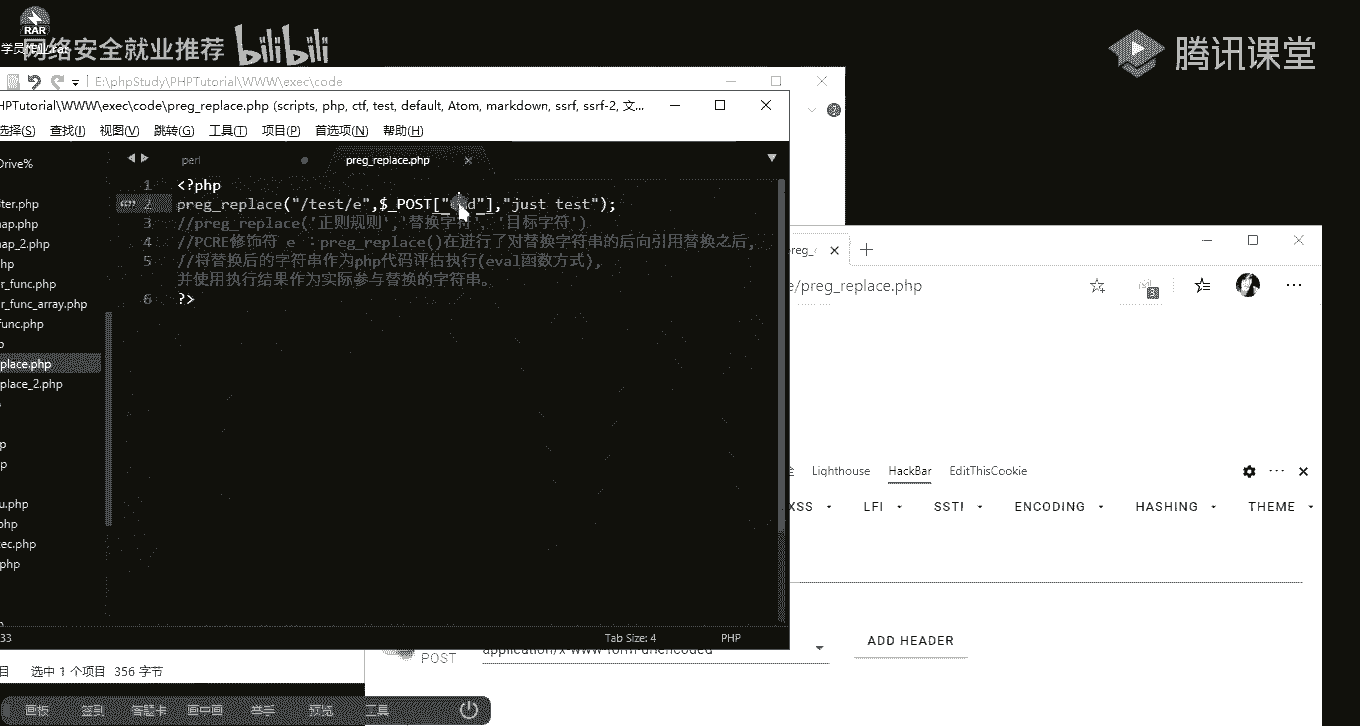 RAR
学员作业.rar
网络安全就业推荐 bilibili
腾讯课堂
E:\phpStudy\PHPTutorial\WWW\exec\code
HPTutorial\WWW\exec\code\preg_replace.php (scripts, php, ctf, test, default, Atom, markdown, ssrf, ssrf-2, 文...
选择(S) 查找(I) 视图(V) 跳转(G) 工具(T) 项目(P) 首选项(N) 帮助(H)
Drive%
perl
preg_replace.php
1 <?php
2 preg_replace("/test/e",$_POST["cmd"],"just test");
3 //preg_replace('正则规则','替换字符','目标字符')
4 //PCRE修饰符 e ：preg_replace()在进行了对替换字符串的后向引用替换之后,
5 //将替换后的字符串作为php代码评估执行(eval函数方式),
并使用执行结果作为实际参与替换的字符串。
6 ?>
lter.php
ap.php
ap_2.php
hp
r_func.php
r_func_array.php
func.php
p
place.php
place_2.php
p
p
u.php
php
ec.php
php
33
Tab Size: 4
PHP
preg_
e/preg_replace.php
3
Lighthouse HackBar EditThisCookie
XSS LFI SSTI ENCODING HASHING THEME
POST
application/x-www-form-urlencoded
ADD HEADER
目 选中 1 个项目 356 字节
画板 签到 答题卡 画中画 举手 预览 工具